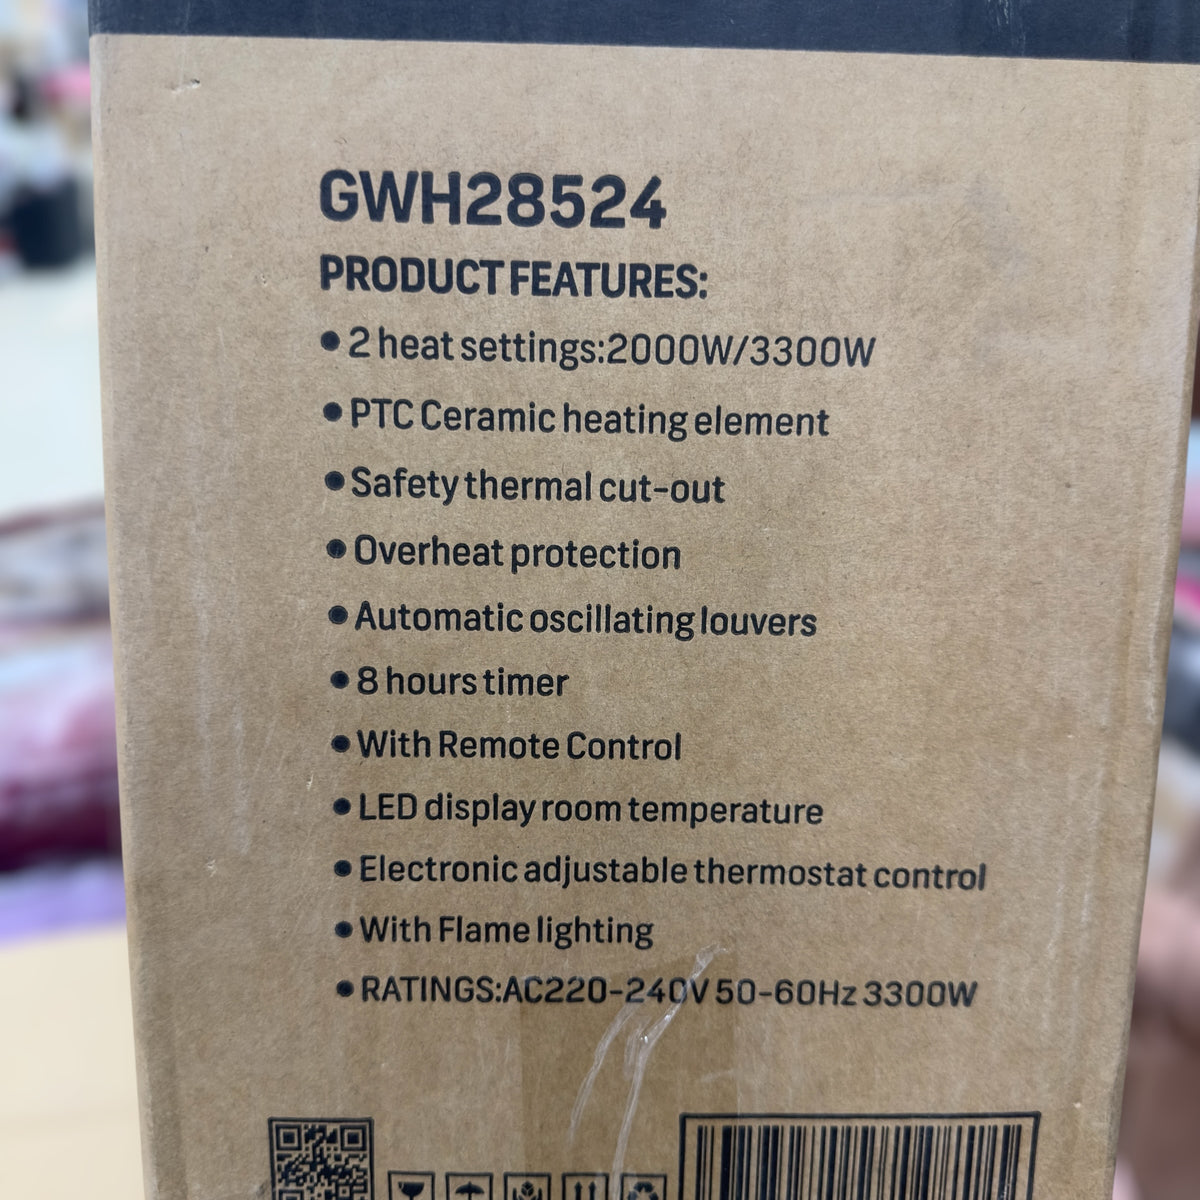 GWH28524
PRODUCT FEATURES:
• 2 heat settings:2000W/3300W
• PTC Ceramic heating element
• Safety thermal cut-out
• Overheat protection
• Automatic oscillating louvers
• 8 hours timer
• With Remote Control
• LED display room temperature
• Electronic adjustable thermostat control
• With Flame lighting
• RATINGS:AC220-240V 50-60Hz 3300W